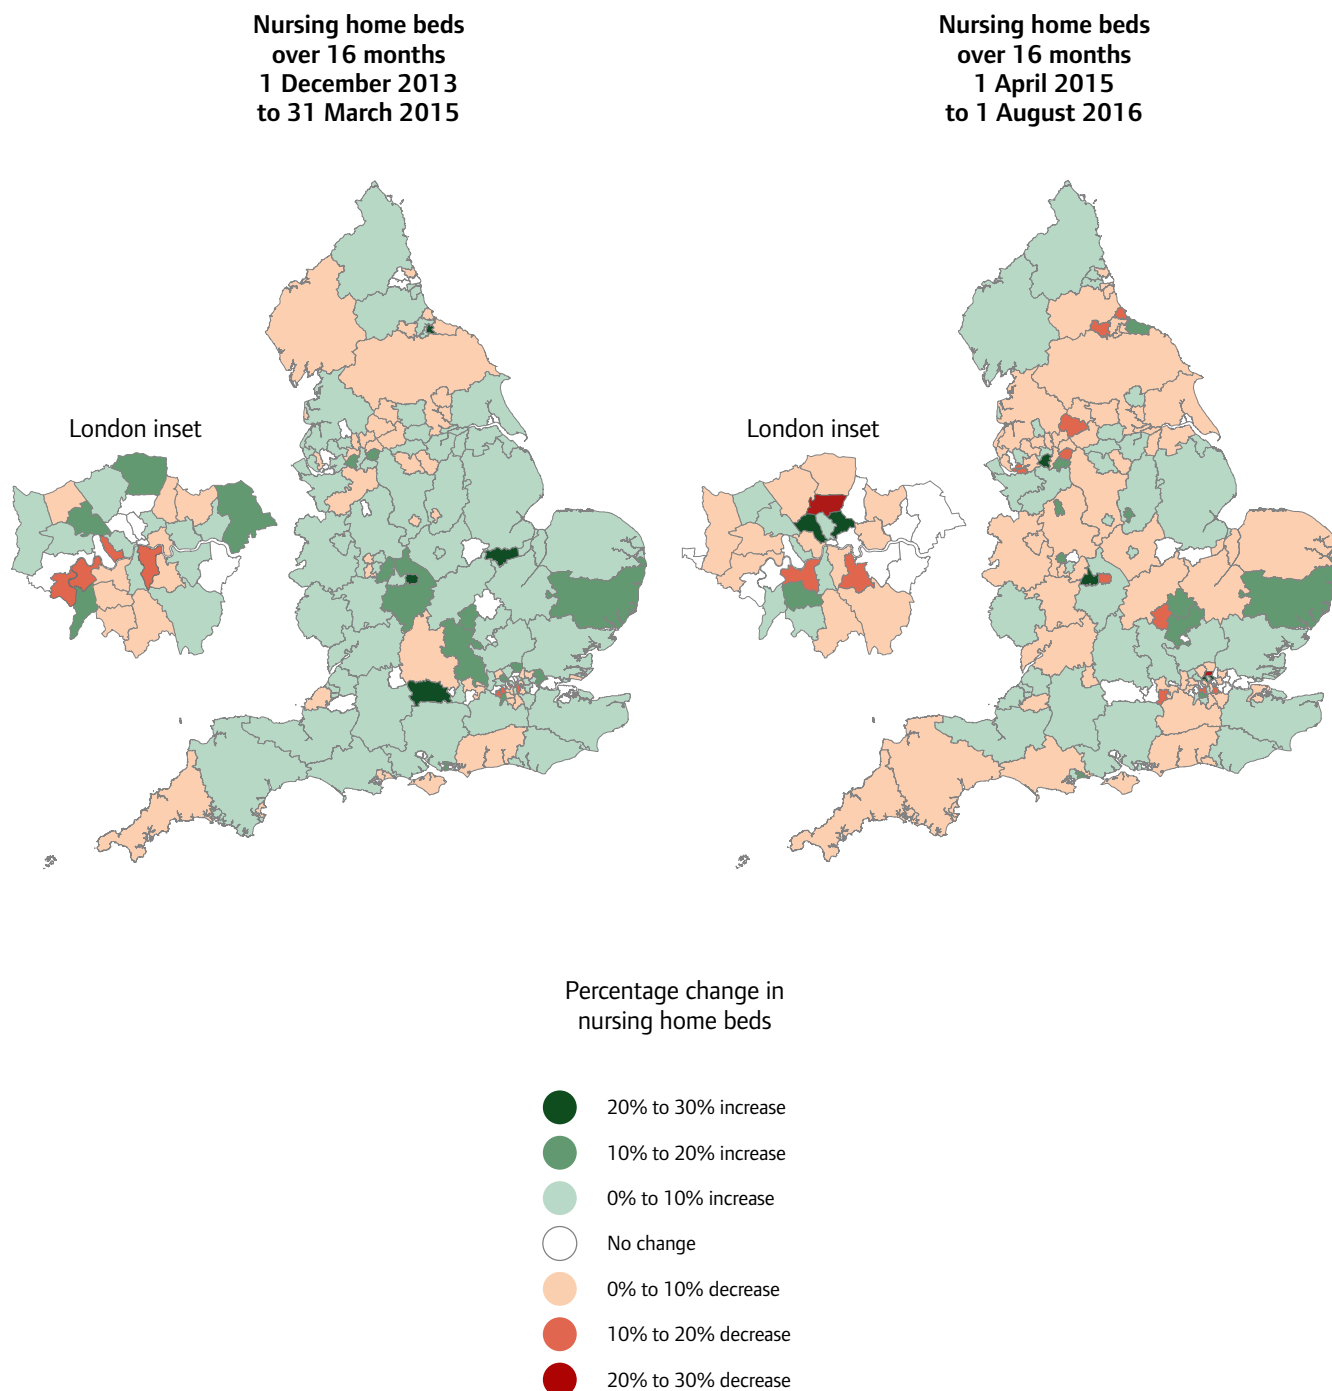 Nursing home beds
over 16 months
1 December 2013
to 31 March 2015
Nursing home beds
over 16 months
1 April 2015
to 1 August 2016
London inset
London inset
Percentage change in
nursing home beds
20% to 30% increase
10% to 20% increase
0% to 10% increase
No change
0% to 10% decrease
10% to 20% decrease
20% to 30% decrease